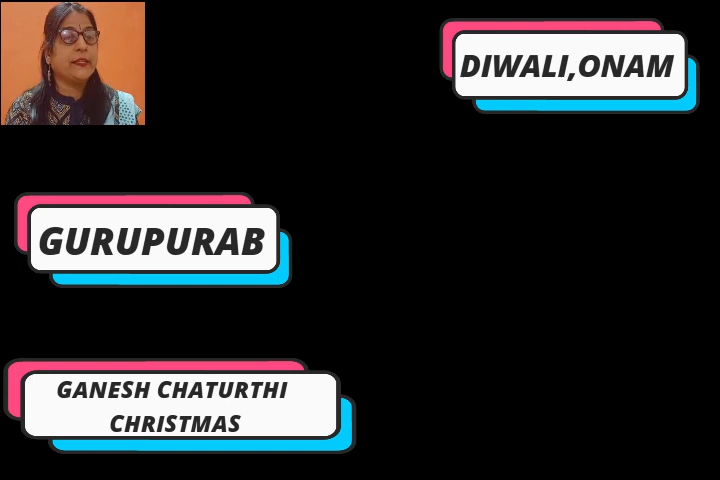 DIWALI,ONAM
GURUPURAB
GANESH CHATURTHI
CHRISTMAS